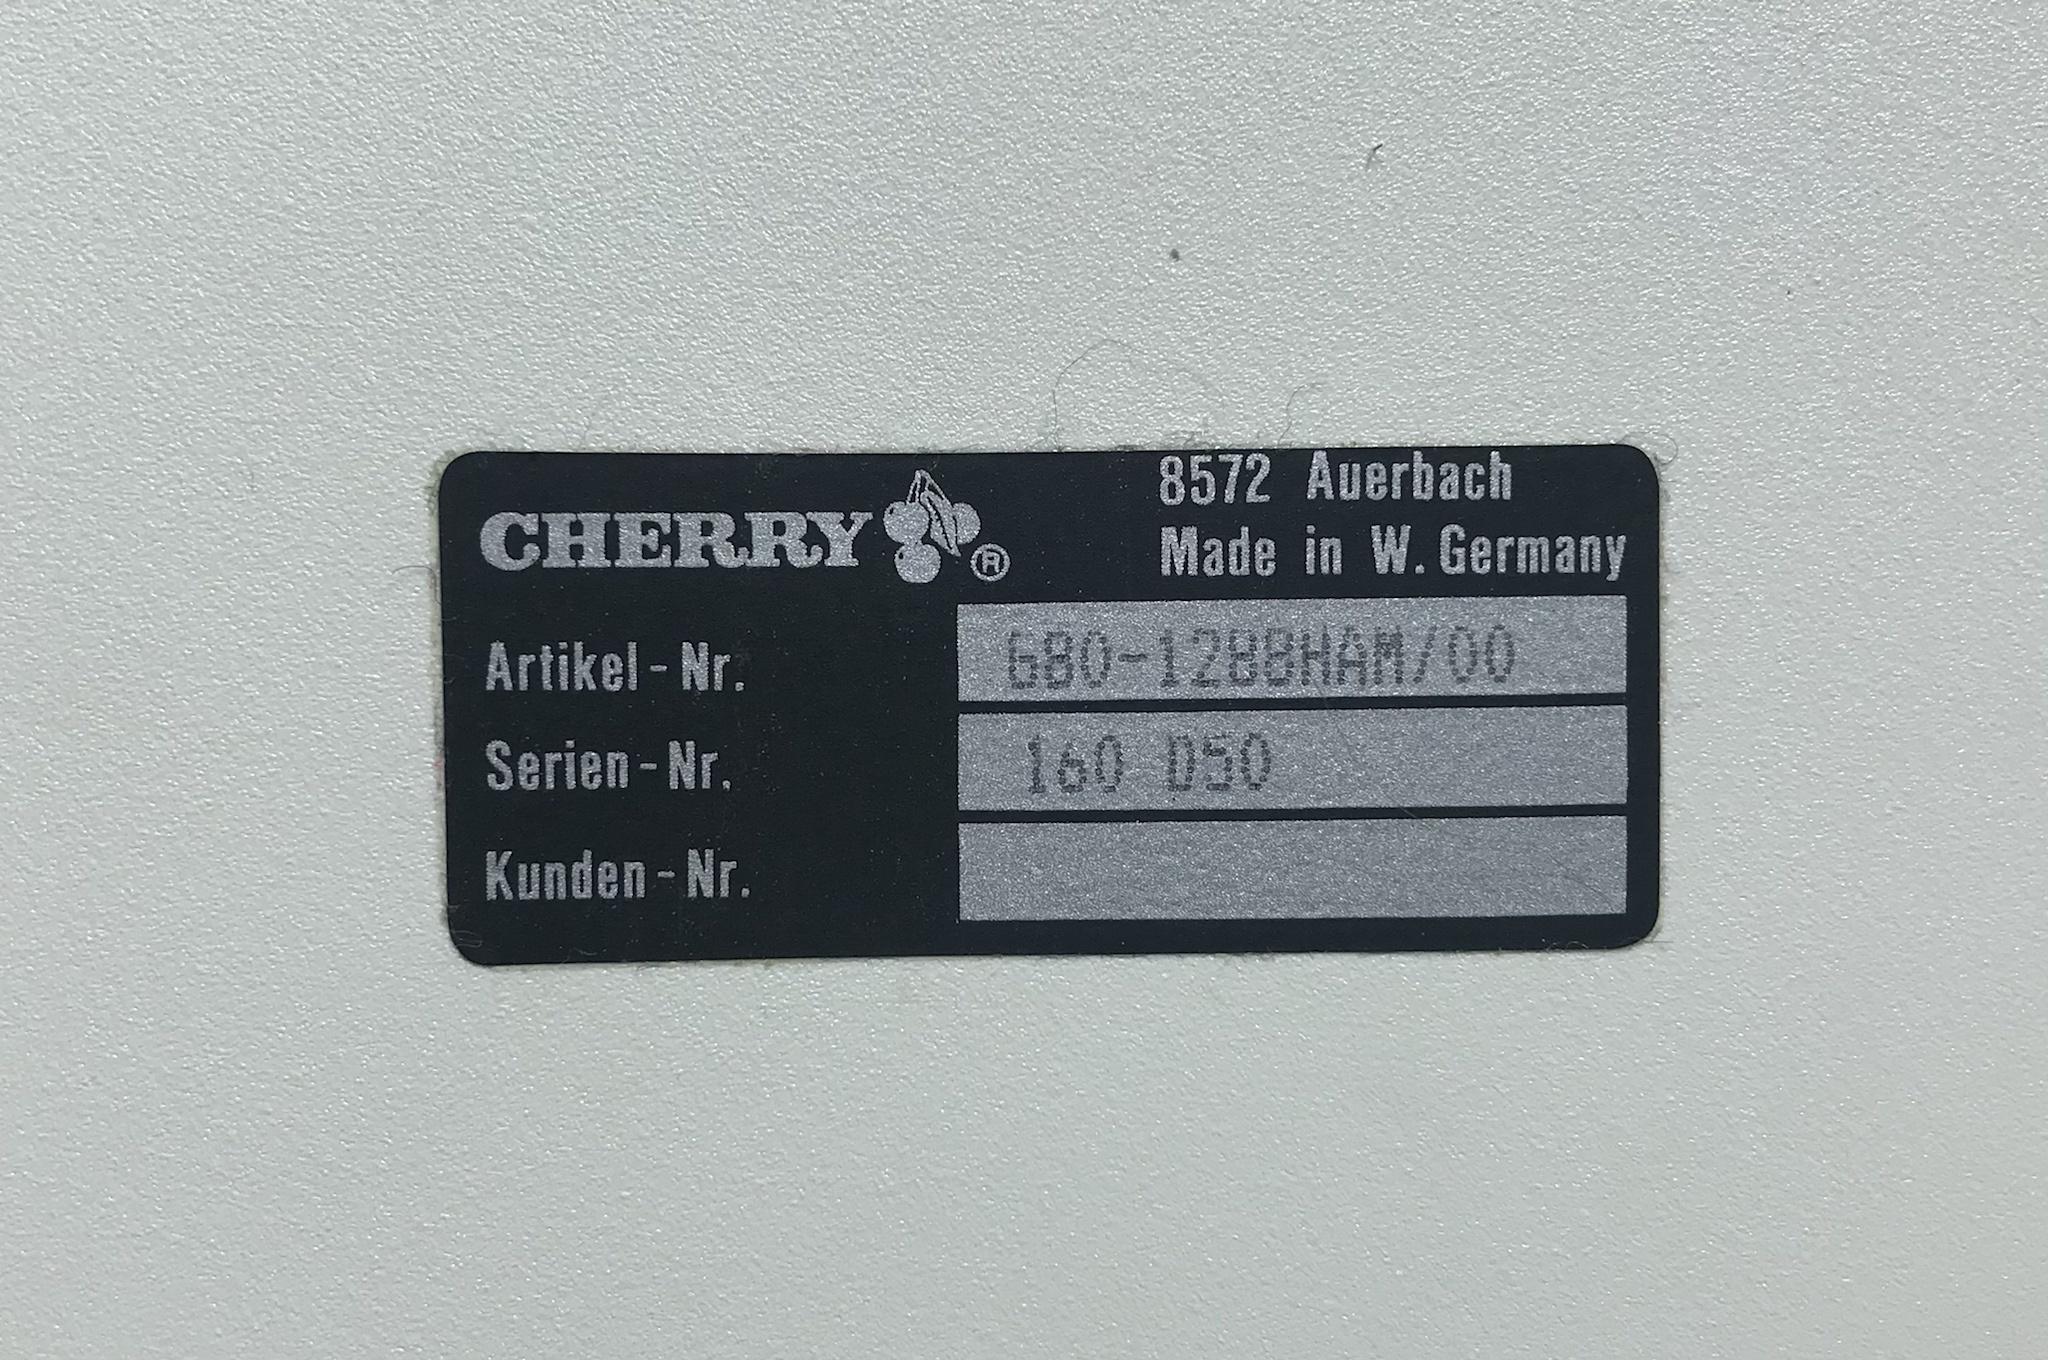 CHERRY ®
8572 Auerbach
Made in W. Germany
Artikel-Nr. G80-1288HAM/00
Serien-Nr. 160 D50
Kunden-Nr.